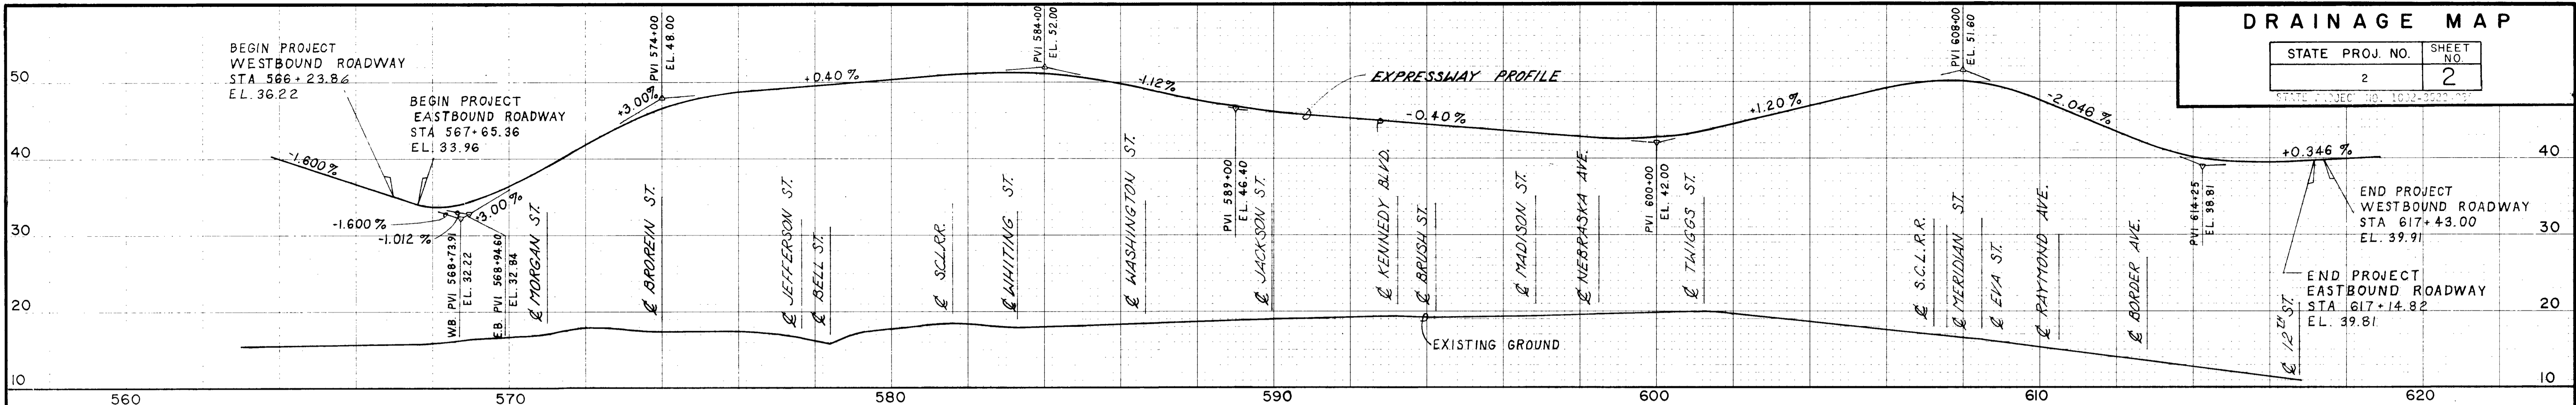 DRAINAGE MAP
STATE PROJ. NO.
SHEET NO.
2
2
BEGIN PROJECT
WESTBOUND ROADWAY
STA 566+23.86
EL. 36.22
BEGIN PROJECT
EASTBOUND ROADWAY
STA 567+65.36
EL. 33.96
PVI 574+00
EL. 48.00
+3.00%
+0.40%
PVI 584+00
EL. 52.00
-1.12%
EXPRESSWAY PROFILE
-0.40%
+1.20%
PVI 608+00
EL. 51.60
-2.046 %
+0.346 %
50
40
30
20
10
40
30
20
10
-1.600%
-1.600%
-1.012 %
+3.00%
W.B. PVI 568+73.91
EL. 32.22
E.B. PVI 568+94.60
EL. 32.84
℄ MORGAN ST.
℄ BROREIN ST.
℄ JEFFERSON ST.
℄ BELL ST.
℄ SCL.RR.
℄ WHITING ST.
℄ WASHINGTON ST.
PVI 589+00
EL. 46.40
℄ JACKSON ST.
℄ KENNEDY BLVD.
℄ BRUSH ST.
℄ MADISON ST.
℄ NEBRASKA AVE.
PVI 600+00
EL. 42.00
℄ TWIGGS ST.
℄ S.C.L.R.R.
℄ MERIDIAN ST.
℄ EVA ST.
℄ RAYMOND AVE.
℄ BORDER AVE.
PVI 614+25
EL. 38.81
℄ 12TH ST.
END PROJECT
WESTBOUND ROADWAY
STA 617+43.00
EL. 39.91
END PROJECT
EASTBOUND ROADWAY
STA 617+14.82
EL. 39.81
EXISTING GROUND
560 570 580 590 600 610 620